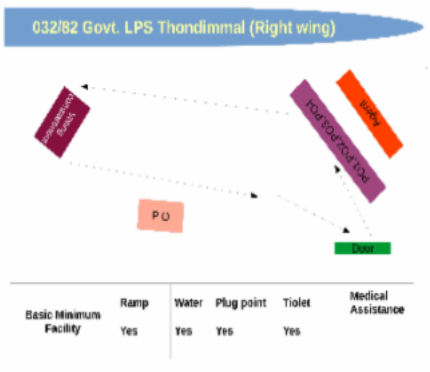 032/82 Govt. LPS Thondimmal (Right wing)
Agent
PO1,PO2,PO3,PO4
P O
Door
Basic Minimum
Facility
Ramp Water Plug point Tiolet Medical
Assistance
Yes Yes Yes Yes